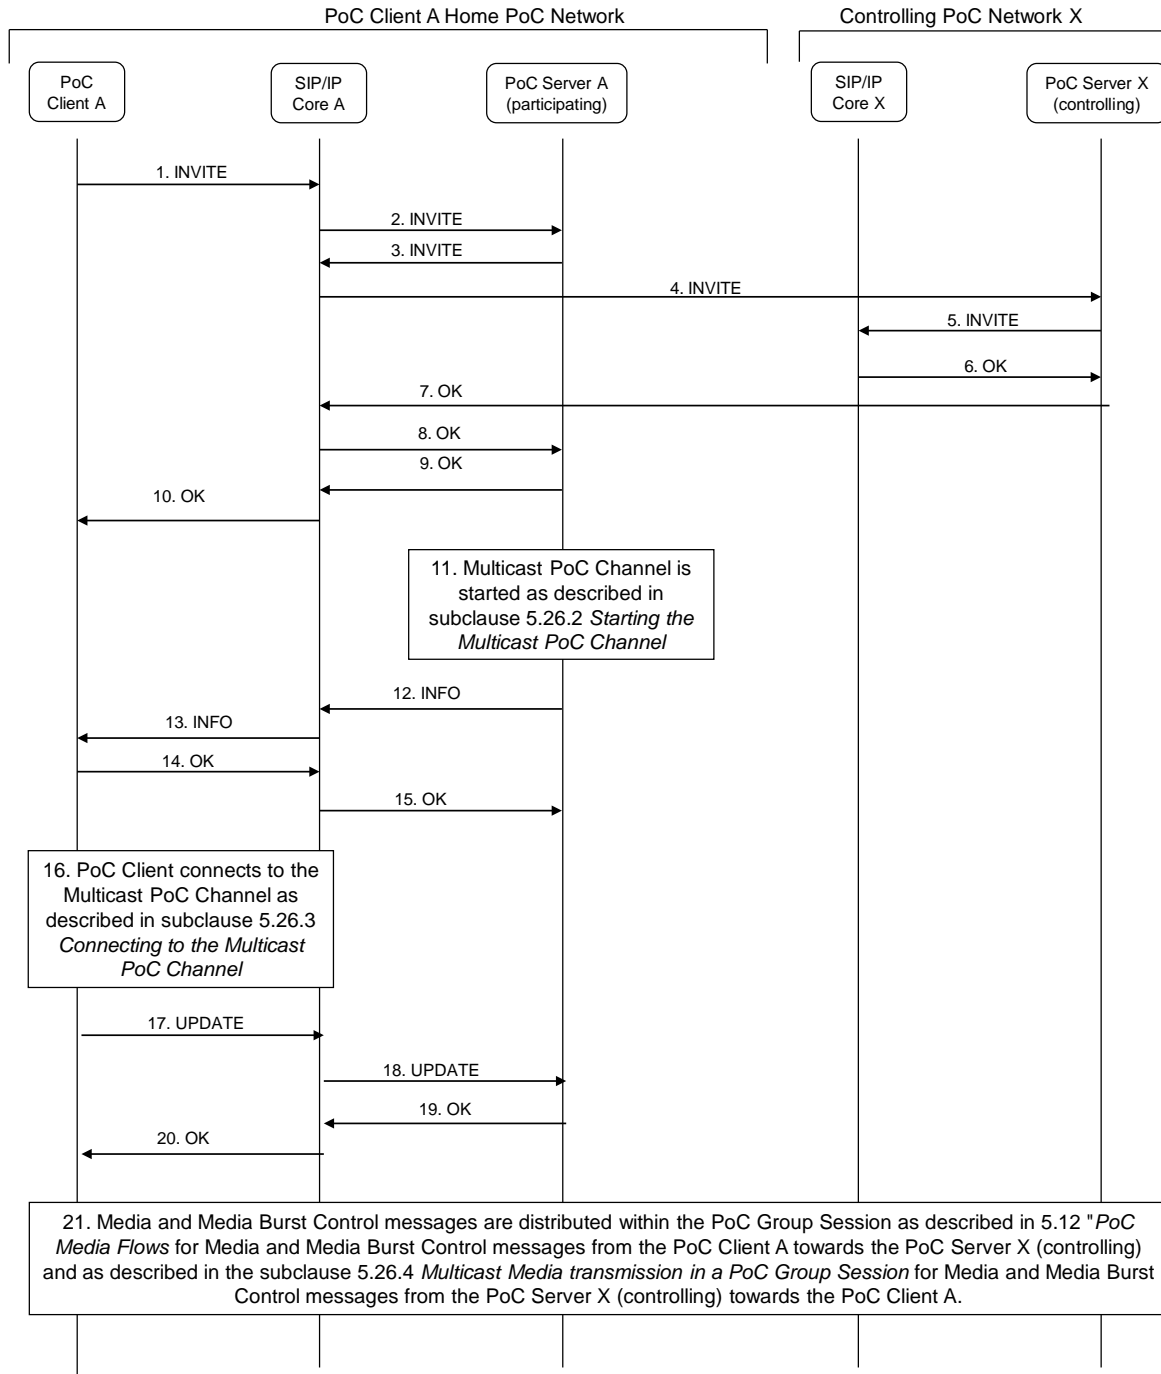 PoC Client A Home PoC Network
Controlling PoC Network X
PoC
Client A
SIP/IP
Core A
PoC Server A
(participating)
SIP/IP
Core X
PoC Server X
(controlling)
1. INVITE
2. INVITE
3. INVITE
4. INVITE
5. INVITE
6. OK
7. OK
8. OK
9. OK
10. OK
11. Multicast PoC Channel is
started as described in
subclause 5.26.2 Starting the
Multicast PoC Channel
12. INFO
13. INFO
14. OK
15. OK
16. PoC Client connects to the
Multicast PoC Channel as
described in subclause 5.26.3
Connecting to the Multicast
PoC Channel
17. UPDATE
18. UPDATE
19. OK
20. OK
21. Media and Media Burst Control messages are distributed within the PoC Group Session as described in 5.12 "PoC
Media Flows for Media and Media Burst Control messages from the PoC Client A towards the PoC Server X (controlling)
and as described in the subclause 5.26.4 Multicast Media transmission in a PoC Group Session for Media and Media Burst
Control messages from the PoC Server X (controlling) towards the PoC Client A.